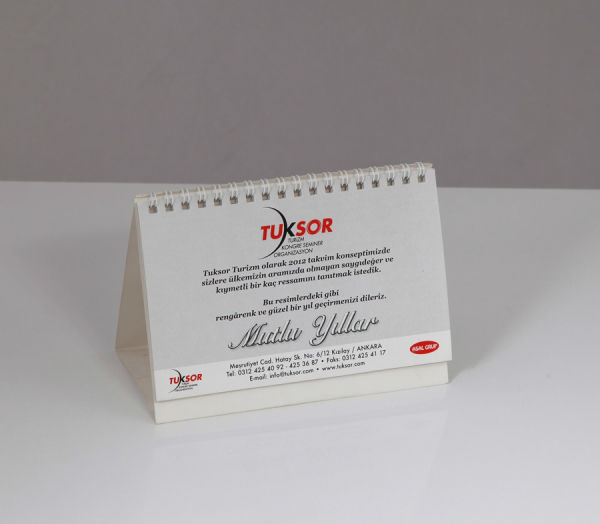 TUKSOR
TURİZM
KONGRE SEMİNER
ORGANİZASYON
Tuksor Turizm olarak 2012 takvim konseptimizde
sizlere ülkemizin aramızda olmayan saygıdeğer ve
kıymetli bir kaç ressamını tanıtmak istedik.
Bu resimlerdeki gibi
rengârenk ve güzel bir yıl geçirmenizi dileriz.
Mutlu Yıllar
Meşrutiyet Cad. Hatay Sk. No: 6/12 Kızılay / ANKARA
Tel: 0312 425 40 92 - 425 36 87 • Faks: 0312 425 41 17
E-mail: info@tuksor.com • www.tuksor.com
TUKSOR
ASAL GRUP